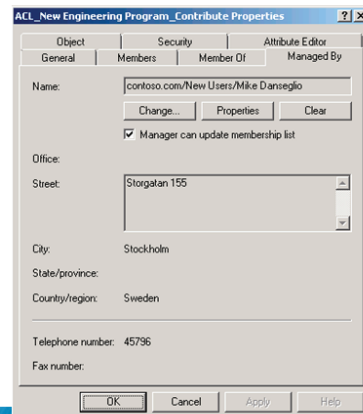 ACL_New Engineering Program_Contribute Properties
Object Security Attribute Editor
General Members Member Of Managed By
Name: contoso.com/New Users/Mike Danseglio
Change... Properties Clear
Manager can update membership list
Office:
Street: Storgatan 155
City: Stockholm
State/province:
Country/region: Sweden
Telephone number: 45796
Fax number:
OK Cancel Apply Help